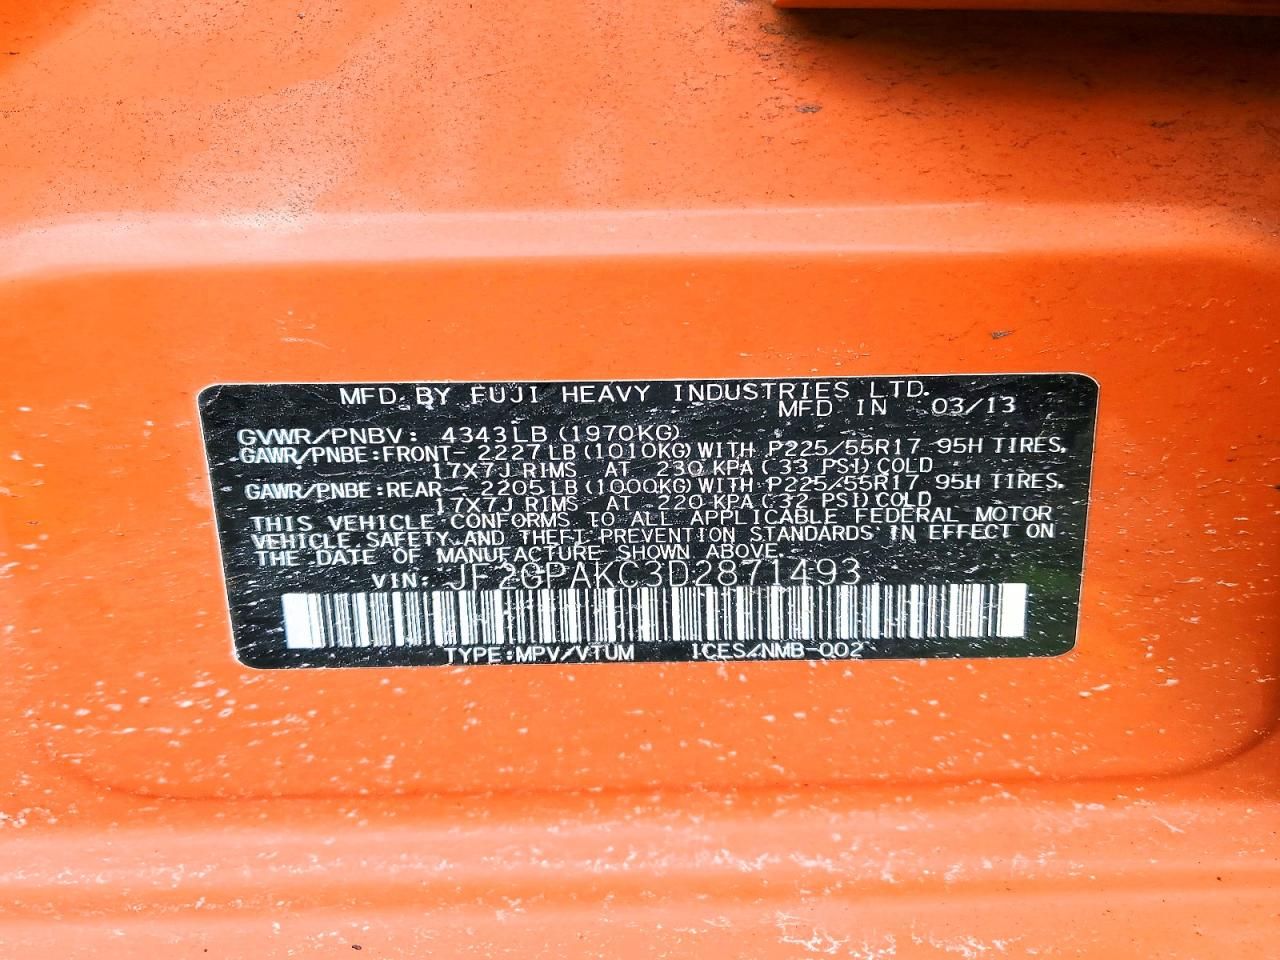 MFD BY FUJI HEAVY INDUSTRIES LTD.
MFD IN 03/13
GVWR/PNBV: 4343LB (1970KG)
GAWR/PNBE:FRONT- 2227LB (1010KG) WITH P225/55R17 95H TIRES,
17X7J RIMS AT 230 KPA ( 33 PSI) COLD
GAWR/PNBE:REAR- 2205LB (1000KG) WITH P225/55R17 95H TIRES.
17X7J RIMS AT 220 KPA ( 32 PSI) COLD
THIS VEHICLE CONFORMS TO ALL APPLICABLE FEDERAL MOTOR
VEHICLE SAFETY AND THEFT PREVENTION STANDARDS IN EFFECT ON
THE DATE OF MANUFACTURE SHOWN ABOVE.
VIN: JF2GPAKC3D2871493
TYPE:MPV/VTUM ICES/NMB-002